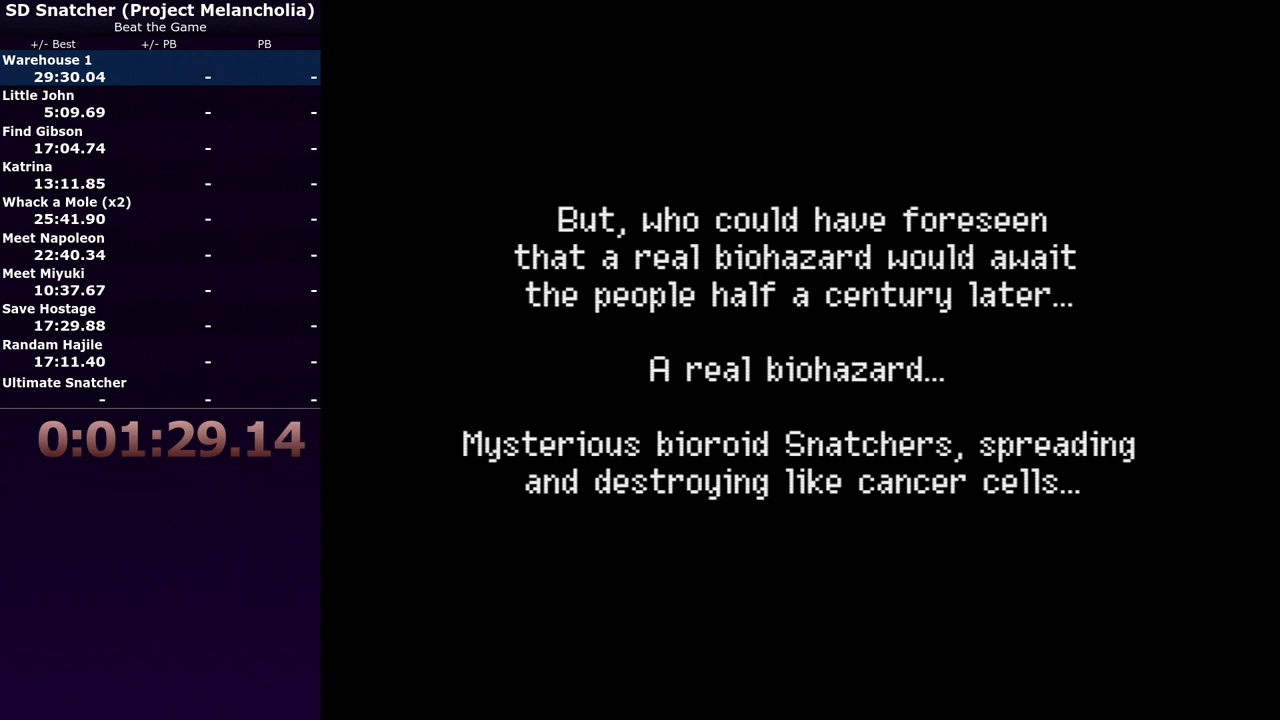 SD Snatcher (Project Melancholia)
Beat the Game
+/- Best +/- PB PB
Warehouse 1
29:30.04 - -
Little John
5:09.69 - -
Find Gibson
17:04.74 - -
Katrina
13:11.85 - -
Whack a Mole (x2)
25:41.90 - -
Meet Napoleon
22:40.34 - -
Meet Miyuki
10:37.67 - -
Save Hostage
17:29.88 - -
Randam Hajile
17:11.40 - -
Ultimate Snatcher
- - -
0:01:29.14
But, who could have foreseen
that a real biohazard would await
the people half a century later...
A real biohazard...
Mysterious bioroid Snatchers, spreading
and destroying like cancer cells...